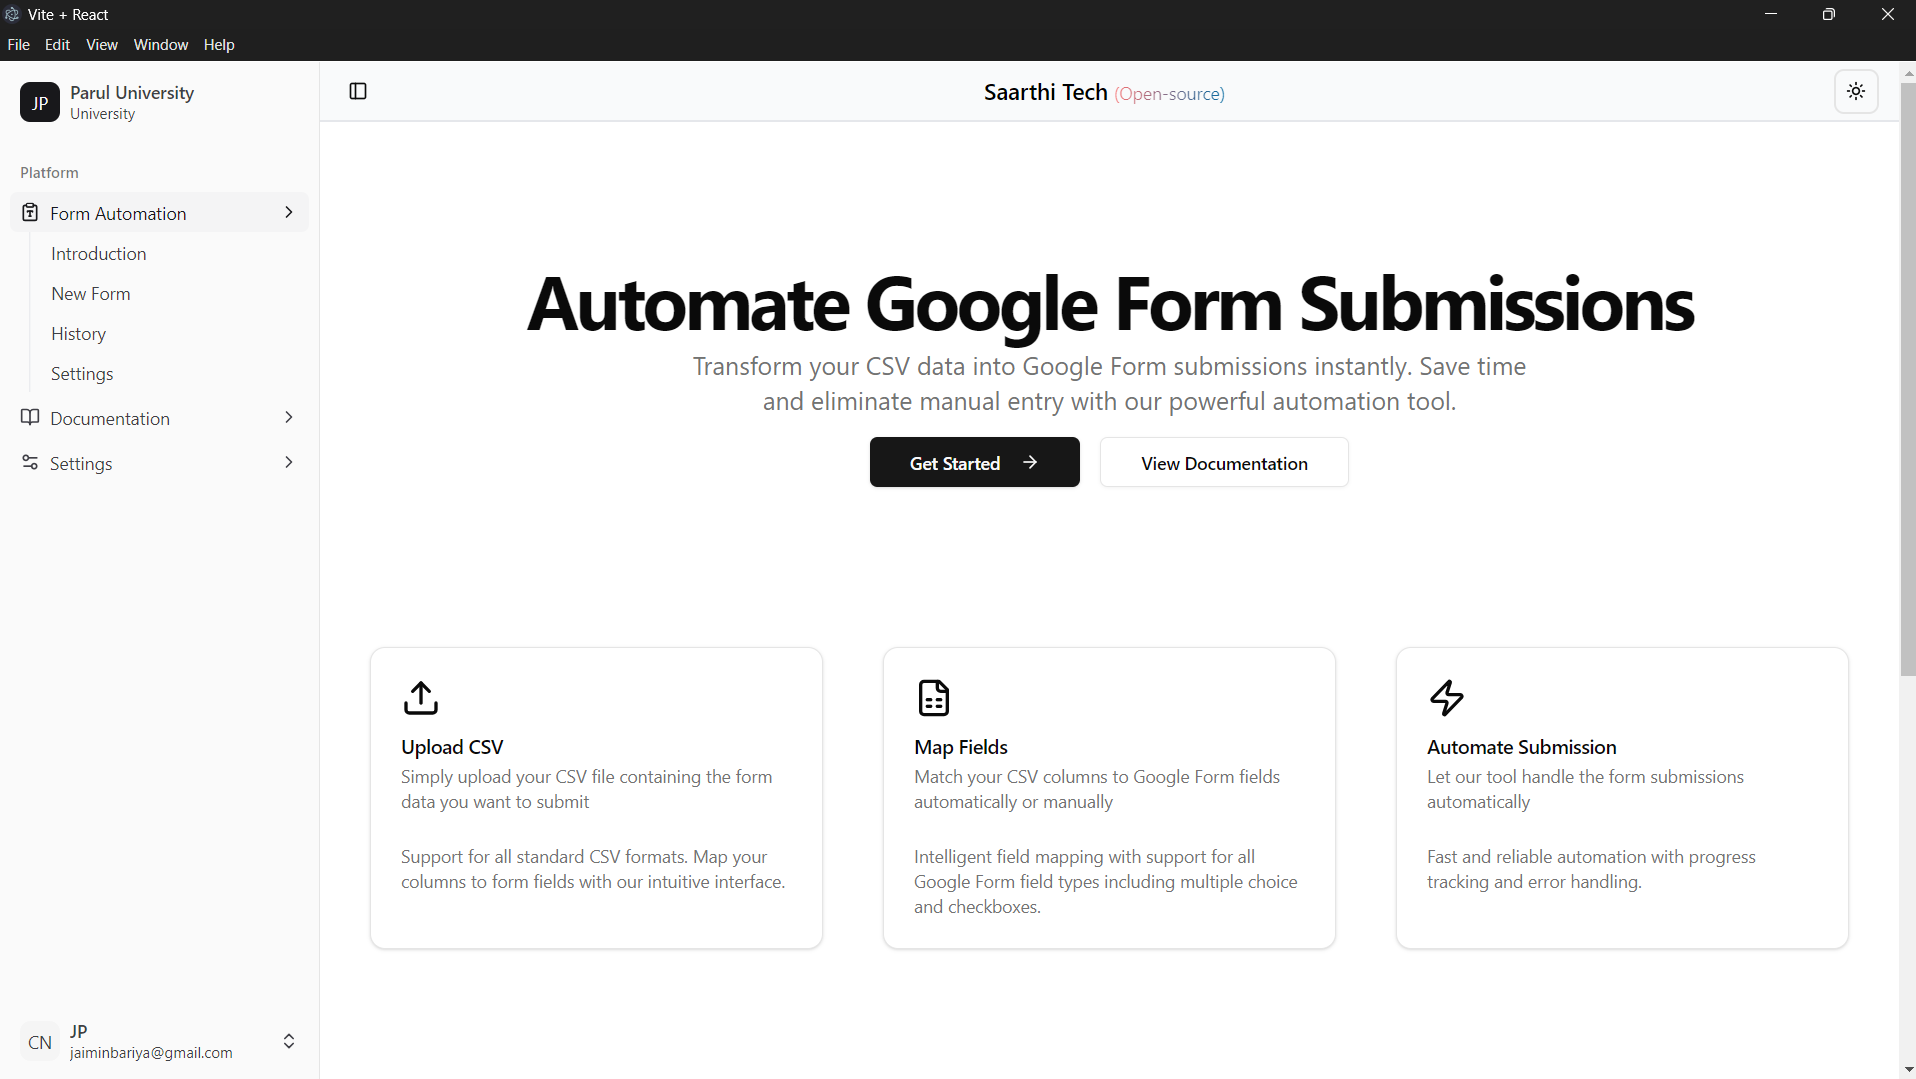 Vite + React
File Edit View Window Help
JP
Parul University
University
Platform
Form Automation
Introduction
New Form
History
Settings
Documentation
Settings
CN
JP
jaiminbariya@gmail.com
Saarthi Tech (Open-source)
Automate Google Form Submissions
Transform your CSV data into Google Form submissions instantly. Save time
and eliminate manual entry with our powerful automation tool.
Get Started
View Documentation
Upload CSV
Simply upload your CSV file containing the form
data you want to submit
Support for all standard CSV formats. Map your
columns to form fields with our intuitive interface.
Map Fields
Match your CSV columns to Google Form fields
automatically or manually
Intelligent field mapping with support for all
Google Form field types including multiple choice
and checkboxes.
Automate Submission
Let our tool handle the form submissions
automatically
Fast and reliable automation with progress
tracking and error handling.